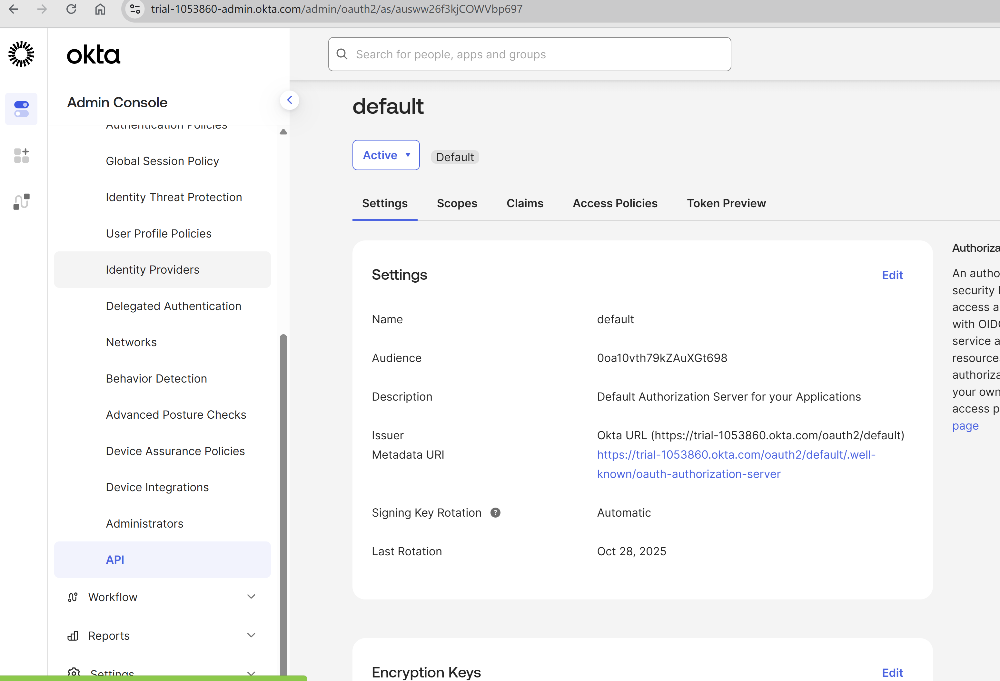 trial-1053860-admin.okta.com/admin/oauth2/as/ausww26f3kjCOWVbp697
okta
Search for people, apps and groups
Admin Console
Authentication Policies
Global Session Policy
Identity Threat Protection
User Profile Policies
Identity Providers
Delegated Authentication
Networks
Behavior Detection
Advanced Posture Checks
Device Assurance Policies
Device Integrations
Administrators
API
Workflow
Reports
Settings
default
Active
Default
Settings Scopes Claims Access Policies Token Preview
Settings Edit
Name default
Audience 0oa10vth79kZAuXGt698
Description Default Authorization Server for your Applications
Issuer Okta URL (https://trial-1053860.okta.com/oauth2/default)
Metadata URI https://trial-1053860.okta.com/oauth2/default/.well-
known/oauth-authorization-server
Signing Key Rotation ? Automatic
Last Rotation Oct 28, 2025
Encryption Keys Edit
Authoriza
An autho
security
access a
with OID
service a
resource
authoriza
your own
access p
page